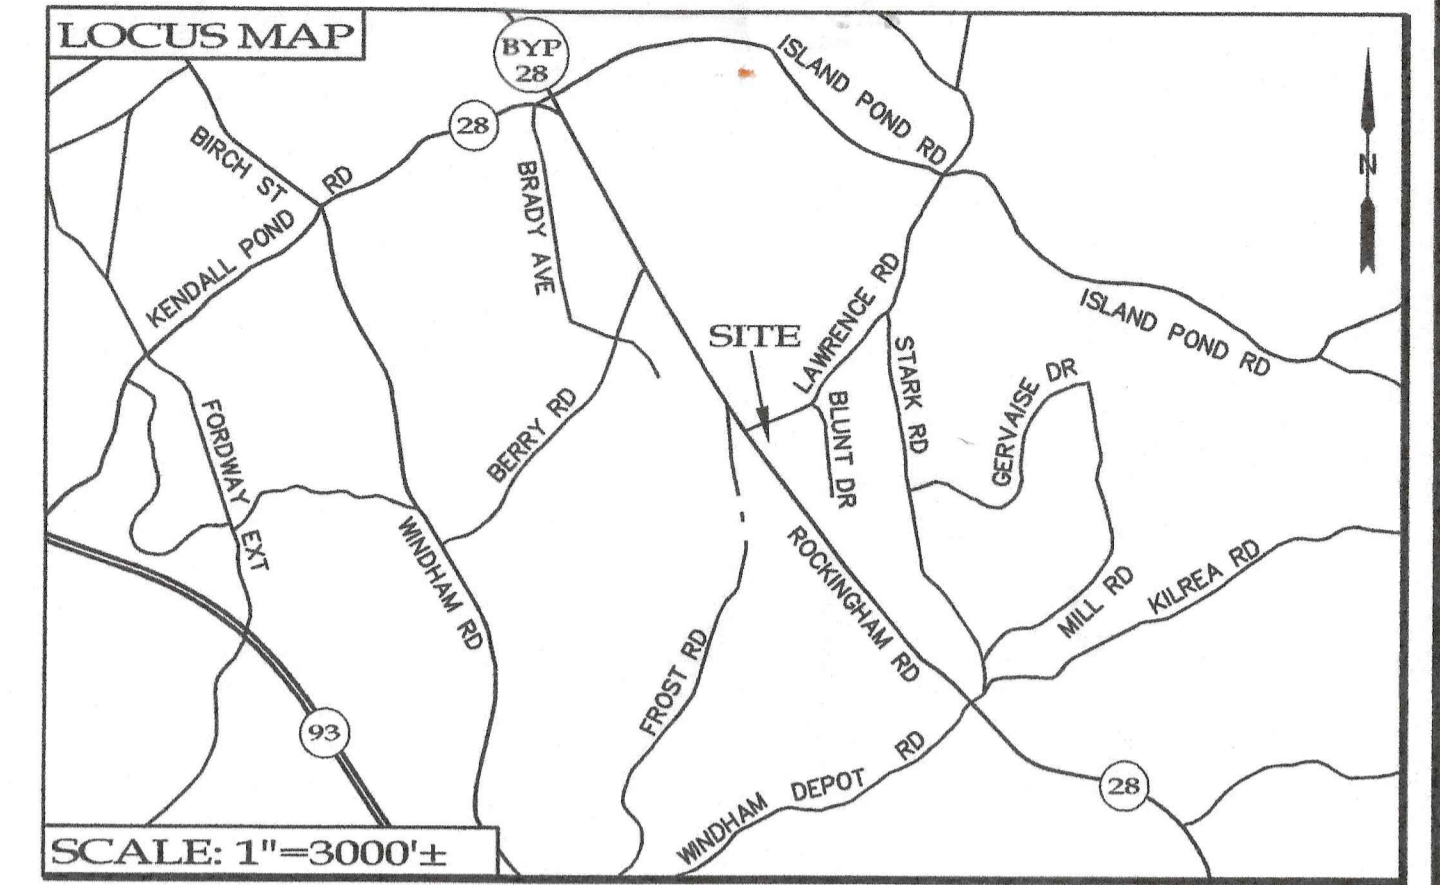 LOCUS MAP
BYP
28
ISLAND POND RD
28
BIRCH ST
KENDALL POND RD
BRADY AVE
N
LAWRENCE RD
ISLAND POND RD
SITE
STARK RD
GERVAISE DR
BLUNT DR
FORDWAY EXT
BERRY RD
WINDHAM RD
ROCKINGHAM RD
MILL RD
KILREA RD
FROST RD
93
WINDHAM DEPOT RD
28
SCALE: 1"=3000'±